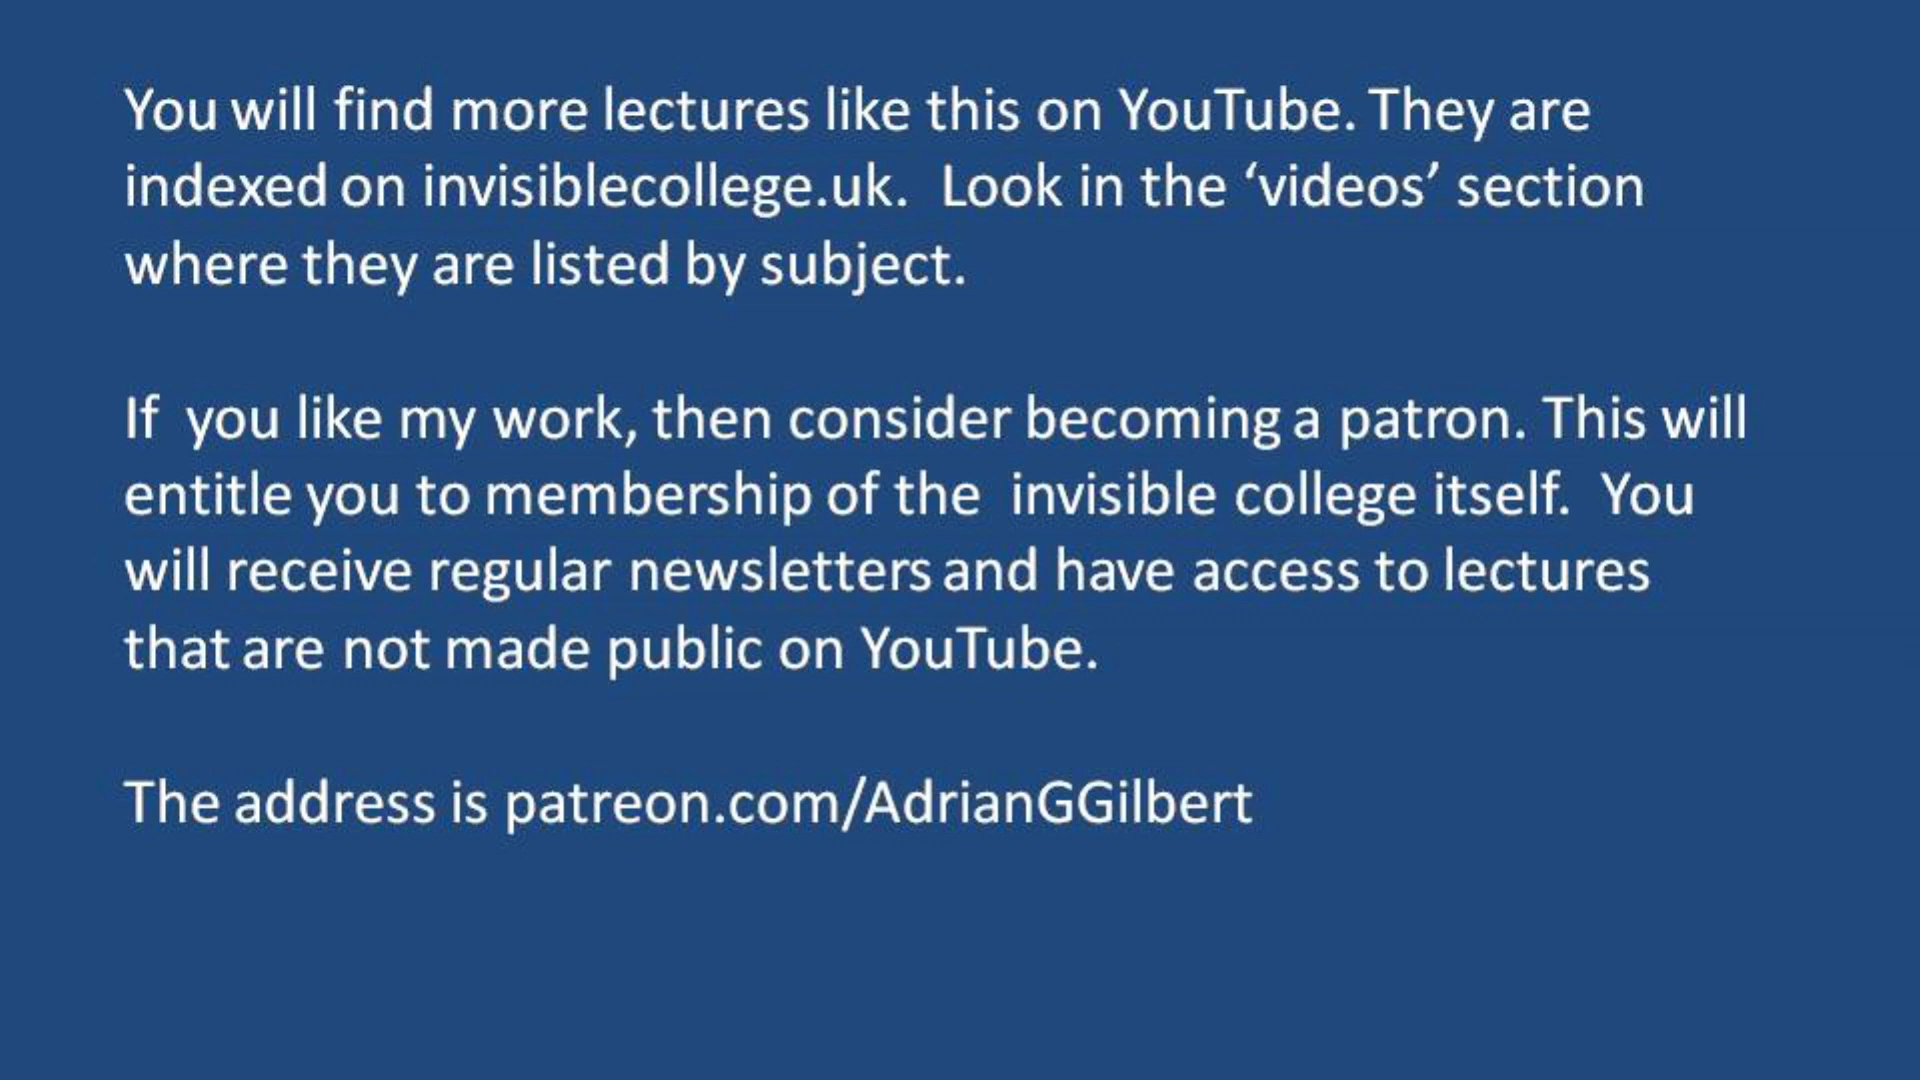 You will find more lectures like this on YouTube. They are
indexed on invisiblecollege.uk.  Look in the ‘videos’ section
where they are listed by subject.
If  you like my work, then consider becoming a patron. This will
entitle you to membership of the  invisible college itself.  You
will receive regular newsletters and have access to lectures
that are not made public on YouTube.
The address is patreon.com/AdrianGGilbert